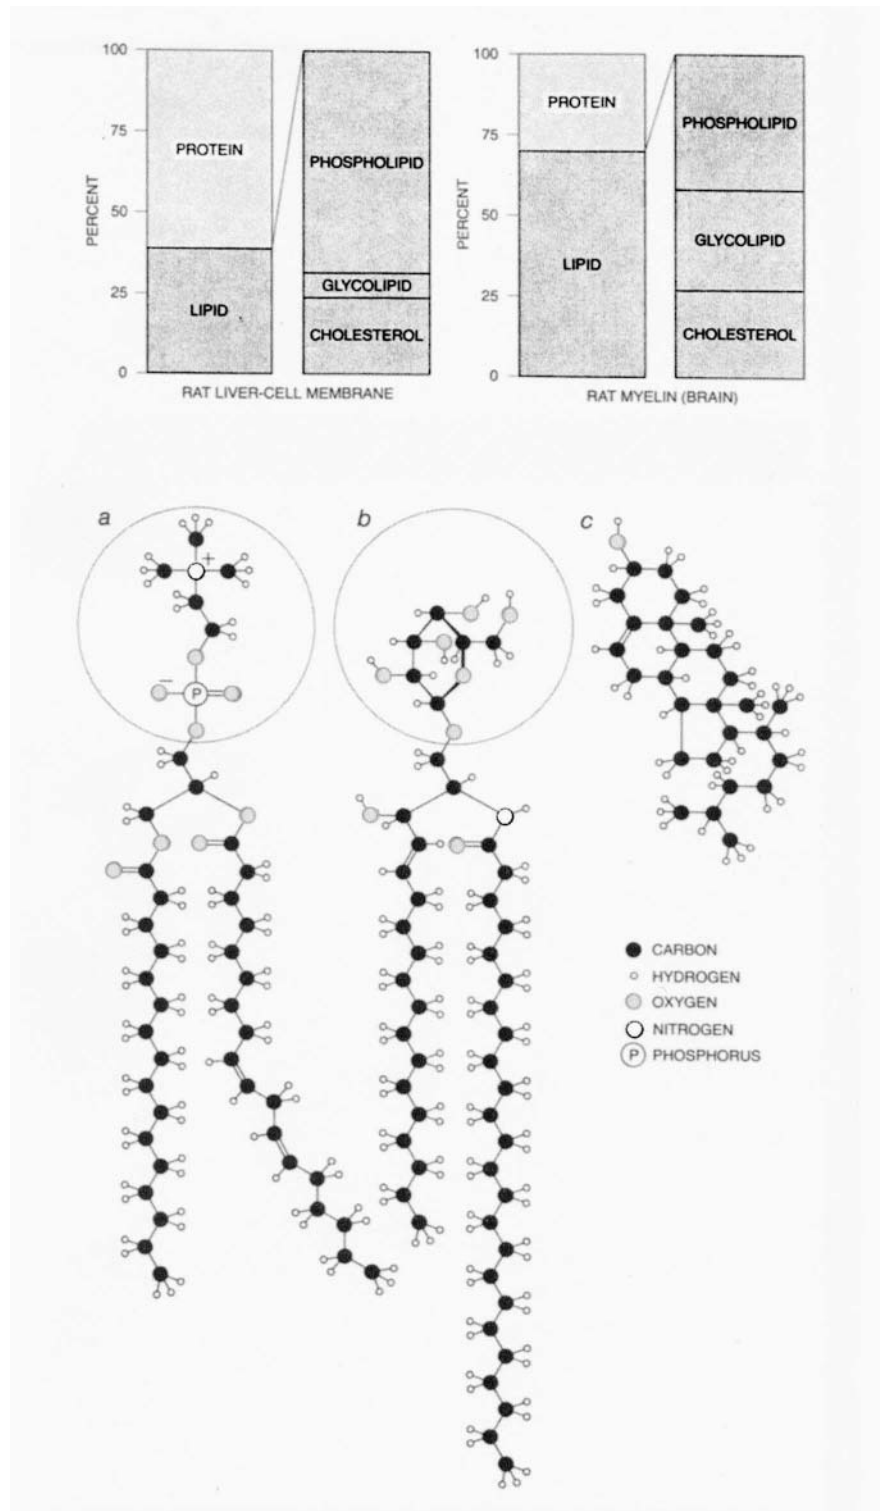 100
75
50
25
0
PERCENT
PROTEIN
LIPID
PHOSPHOLIPID
GLYCOLIPID
CHOLESTEROL
RAT LIVER-CELL MEMBRANE
100
75
50
25
0
PERCENT
PROTEIN
LIPID
PHOSPHOLIPID
GLYCOLIPID
CHOLESTEROL
RAT MYELIN (BRAIN)
a
b
c
+
−
P
CARBON
HYDROGEN
OXYGEN
NITROGEN
P PHOSPHORUS